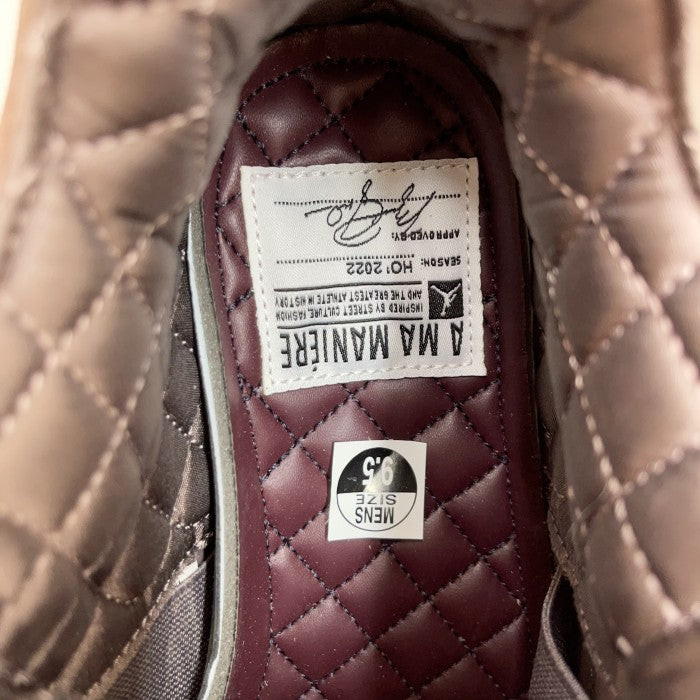 A MA MANIÉRE
INSPIRED BY STREET CULTURE, FASHION
AND THE GREATEST ATHLETE IN HISTORY
SEASON: HO' 2022
APPROVED BY:
MENS
SIZE
9.5